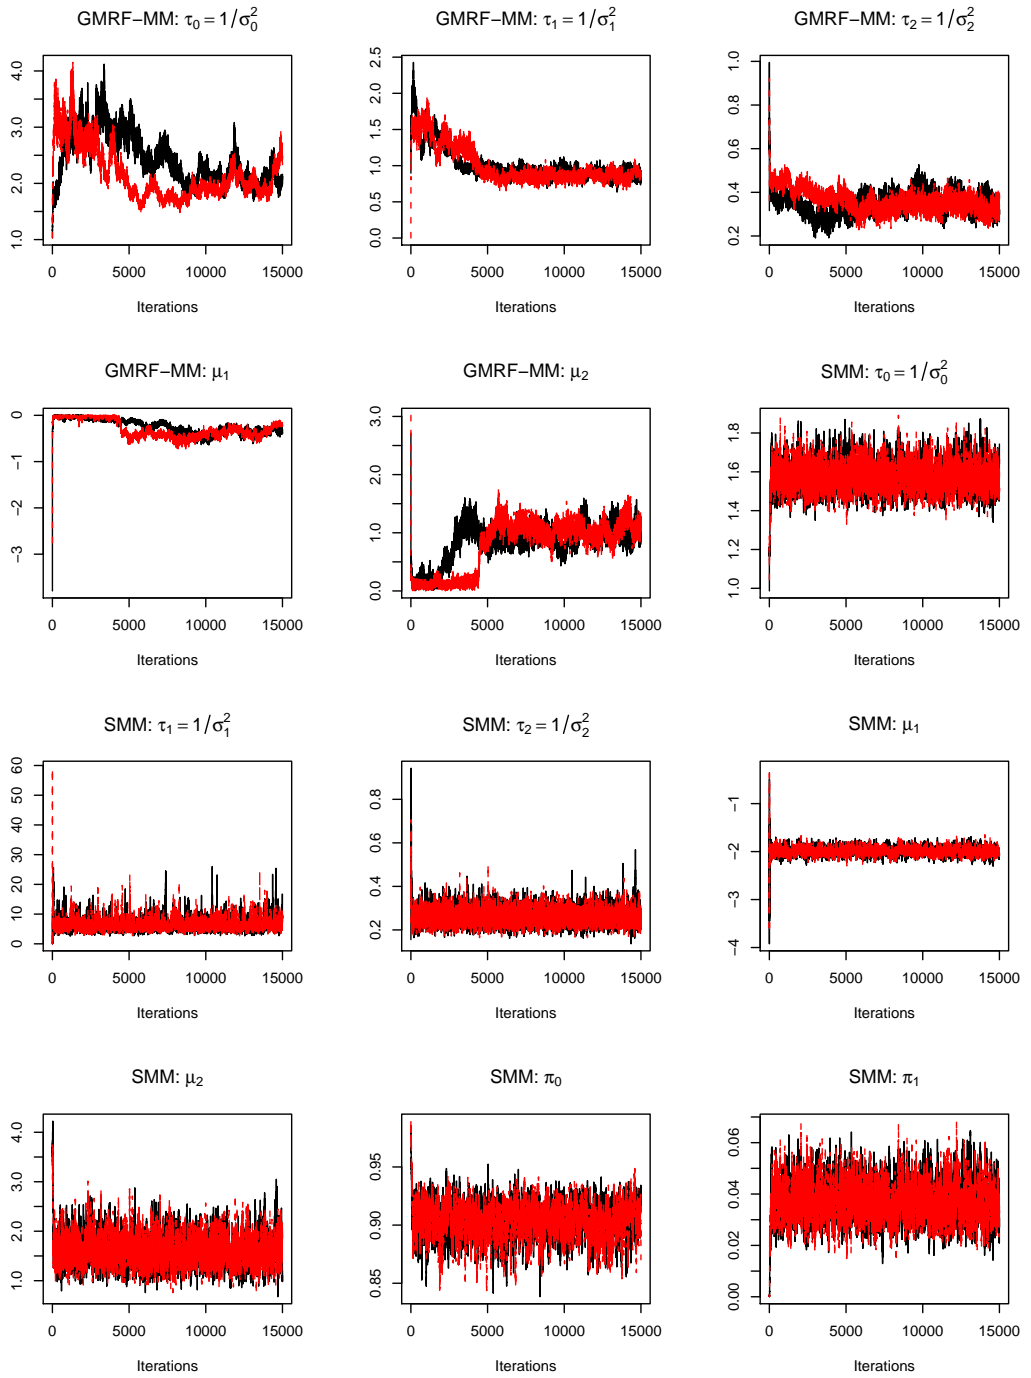 GMRF−MM: τ₀ = 1/σ₀²
GMRF−MM: τ₁ = 1/σ₁²
GMRF−MM: τ₂ = 1/σ₂²
4.0
3.0
2.0
1.0
0 5000 10000 15000
Iterations
2.5
2.0
1.5
1.0
0.5
0.0
0 5000 10000 15000
Iterations
1.0
0.8
0.6
0.4
0.2
0 5000 10000 15000
Iterations
GMRF−MM: μ₁
GMRF−MM: μ₂
SMM: τ₀ = 1/σ₀²
0
−1
−2
−3
0 5000 10000 15000
Iterations
3.0
2.0
1.0
0.0
0 5000 10000 15000
Iterations
1.8
1.6
1.4
1.2
1.0
0 5000 10000 15000
Iterations
SMM: τ₁ = 1/σ₁²
SMM: τ₂ = 1/σ₂²
SMM: μ₁
60
50
40
30
20
10
0
0 5000 10000 15000
Iterations
0.8
0.6
0.4
0.2
0 5000 10000 15000
Iterations
−1
−2
−3
−4
0 5000 10000 15000
Iterations
SMM: μ₂
SMM: π₀
SMM: π₁
4.0
3.0
2.0
1.0
0 5000 10000 15000
Iterations
0.95
0.90
0.85
0 5000 10000 15000
Iterations
0.06
0.04
0.02
0.00
0 5000 10000 15000
Iterations